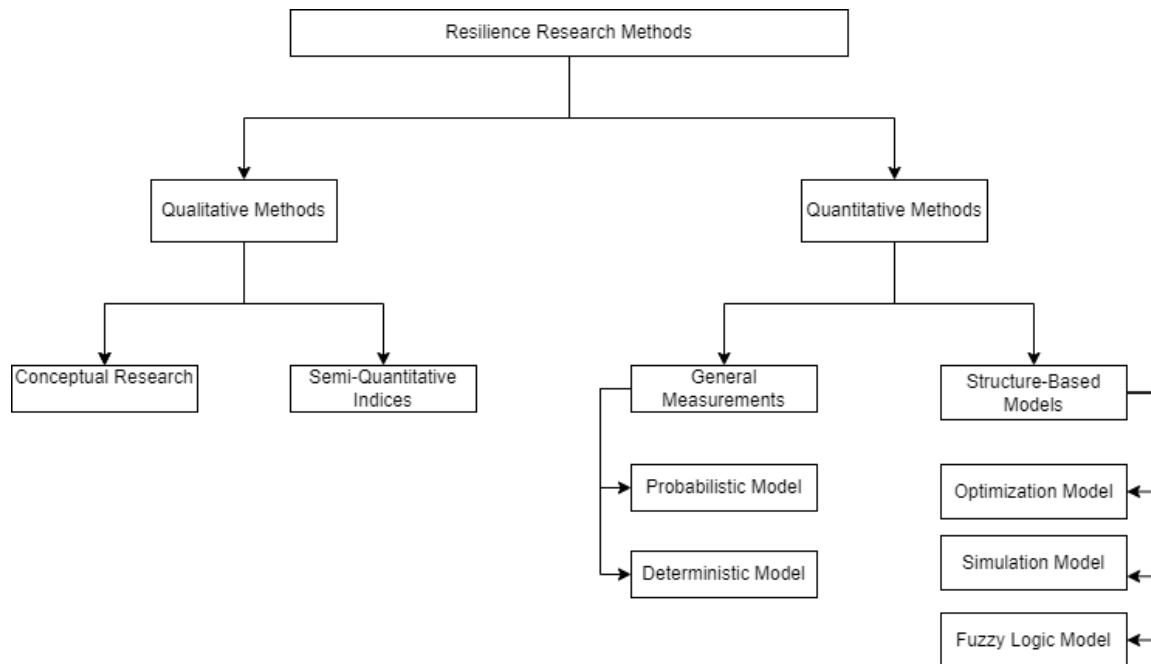 Resilience Research Methods
Qualitative Methods
Quantitative Methods
Conceptual Research
Semi-Quantitative
Indices
General
Measurements
Structure-Based
Models
Probabilistic Model
Optimization Model
Deterministic Model
Simulation Model
Fuzzy Logic Model